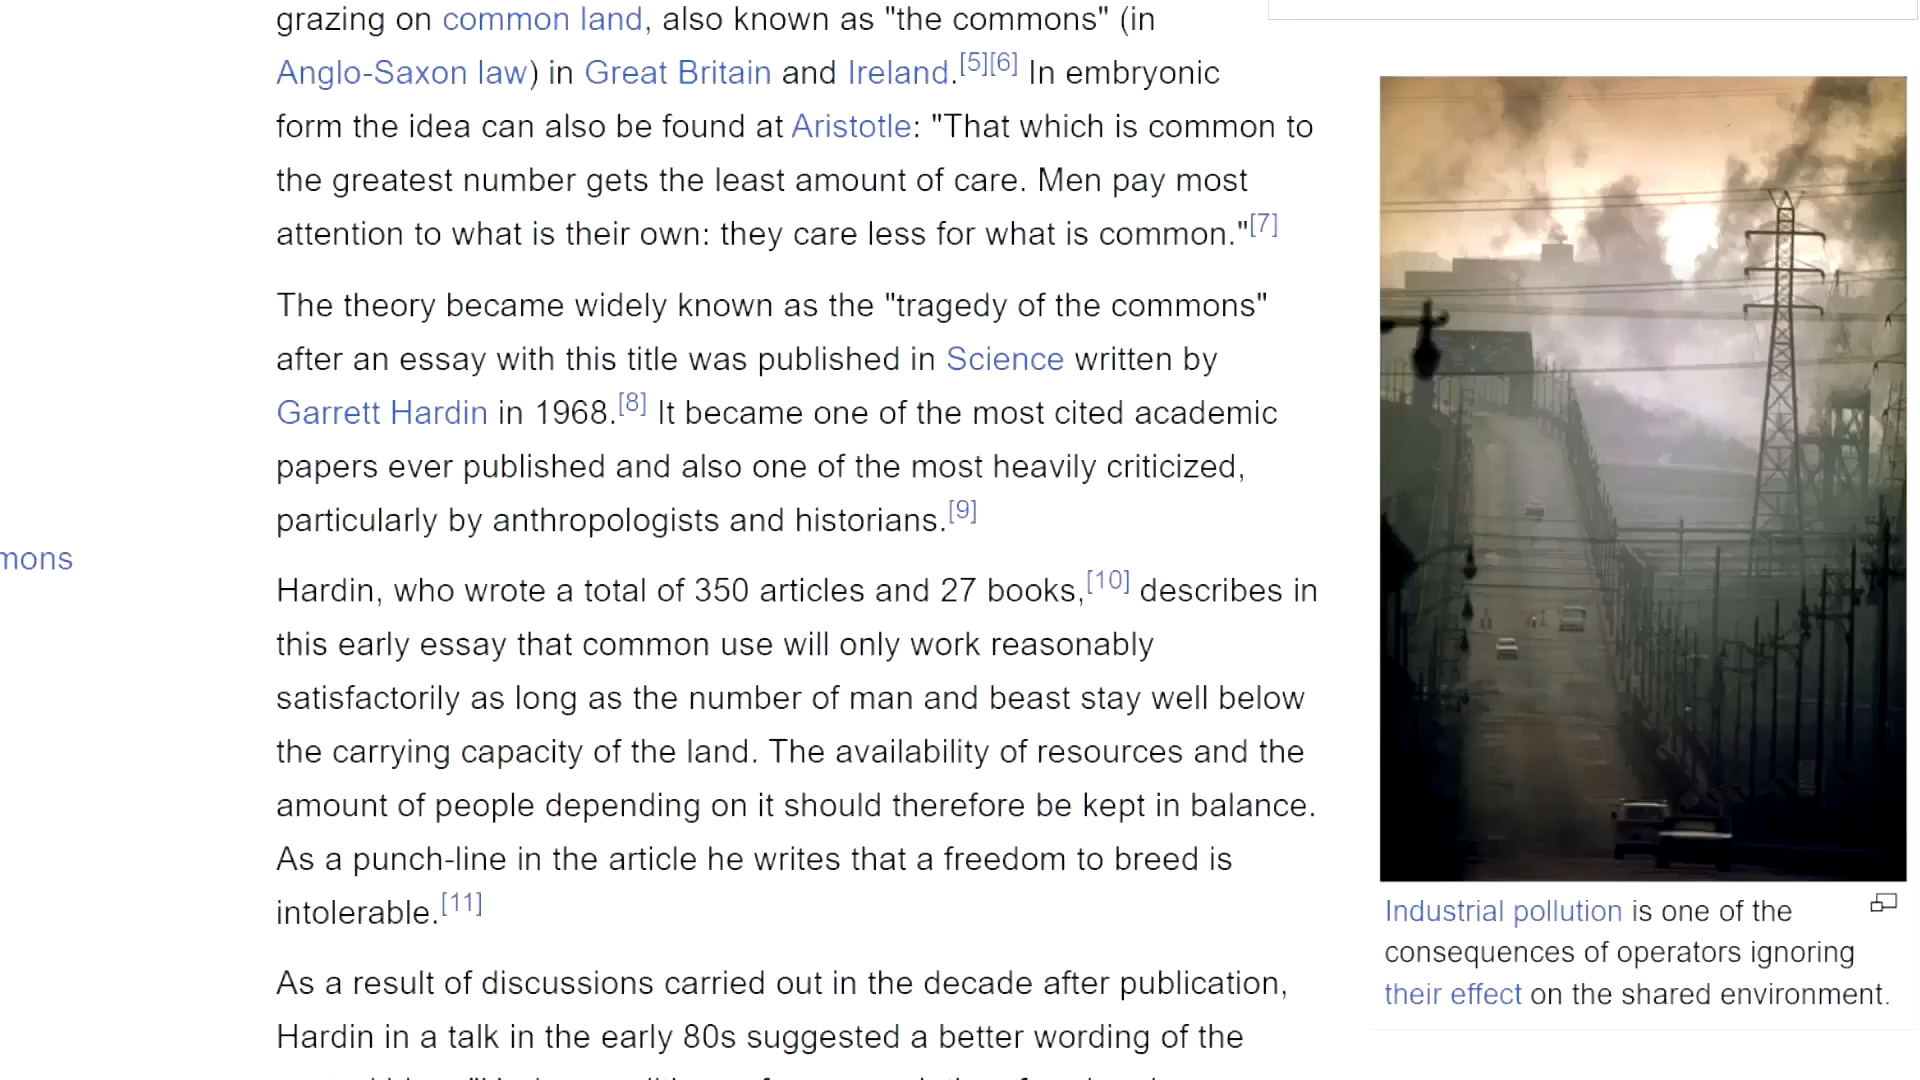 grazing on common land, also known as "the commons" (in
Anglo-Saxon law) in Great Britain and Ireland.[5][6] In embryonic
form the idea can also be found at Aristotle: "That which is common to
the greatest number gets the least amount of care. Men pay most
attention to what is their own: they care less for what is common."[7]
The theory became widely known as the "tragedy of the commons"
after an essay with this title was published in Science written by
Garrett Hardin in 1968.[8] It became one of the most cited academic
papers ever published and also one of the most heavily criticized,
particularly by anthropologists and historians.[9]
mons
Hardin, who wrote a total of 350 articles and 27 books,[10] describes in
this early essay that common use will only work reasonably
satisfactorily as long as the number of man and beast stay well below
the carrying capacity of the land. The availability of resources and the
amount of people depending on it should therefore be kept in balance.
As a punch-line in the article he writes that a freedom to breed is
intolerable.[11]
As a result of discussions carried out in the decade after publication,
Hardin in a talk in the early 80s suggested a better wording of the
Industrial pollution is one of the
consequences of operators ignoring
their effect on the shared environment.